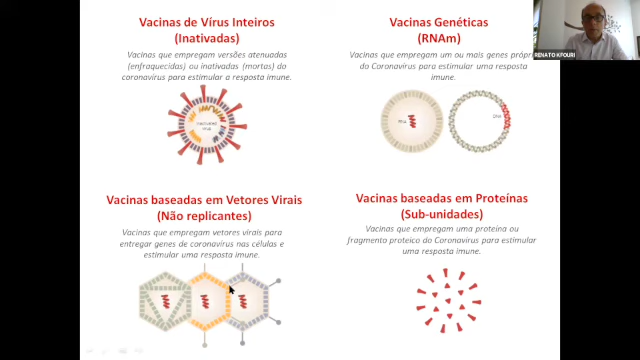 Vacinas de Vírus Inteiros
(Inativadas)
Vacinas que empregam versões atenuadas
(enfraquecidas) ou inativadas (mortas) do
coronavírus para estimular a resposta imune.
Vacinas Genéticas
(RNAm)
Vacinas que empregam um ou mais genes própri
do Coronavírus para estimular uma resposta
imune.
RENATO KFOURI
RNA
DNA
Vacinas baseadas em Vetores Virais
(Não replicantes)
Vacinas que empregam vetores virais para
entregar genes de coronavírus nas células e
estimular uma resposta imune.
Vacinas baseadas em Proteínas
(Sub-unidades)
Vacinas que empregam uma proteína ou
fragmento proteico do Coronavírus para estimular
uma resposta imune.